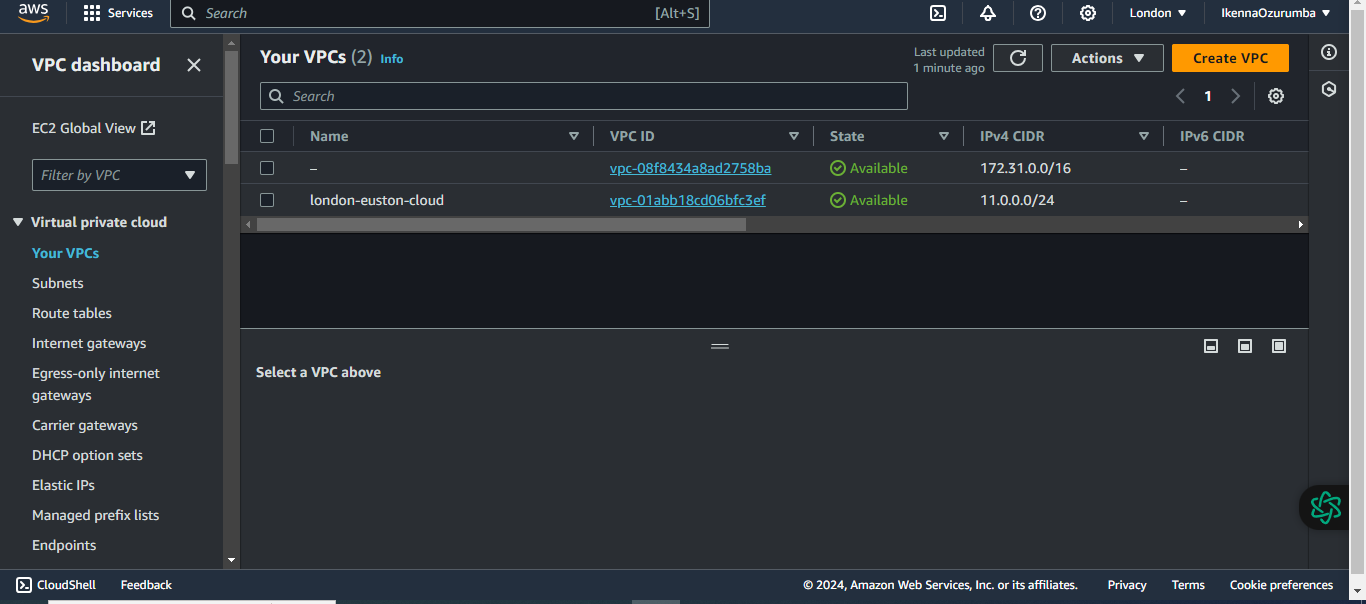 aws
Services
Search
[Alt+S]
London
IkennaOzurumba
VPC dashboard
EC2 Global View
Filter by VPC
Virtual private cloud
Your VPCs
Subnets
Route tables
Internet gateways
Egress-only internet
gateways
Carrier gateways
DHCP option sets
Elastic IPs
Managed prefix lists
Endpoints
Your VPCs (2) Info
Last updated
1 minute ago
Actions
Create VPC
Search
1
Name VPC ID State IPv4 CIDR IPv6 CIDR
– vpc-08f8434a8ad2758ba Available 172.31.0.0/16 –
london-euston-cloud vpc-01abb18cd06bfc3ef Available 11.0.0.0/24 –
Select a VPC above
CloudShell Feedback © 2024, Amazon Web Services, Inc. or its affiliates. Privacy Terms Cookie preferences